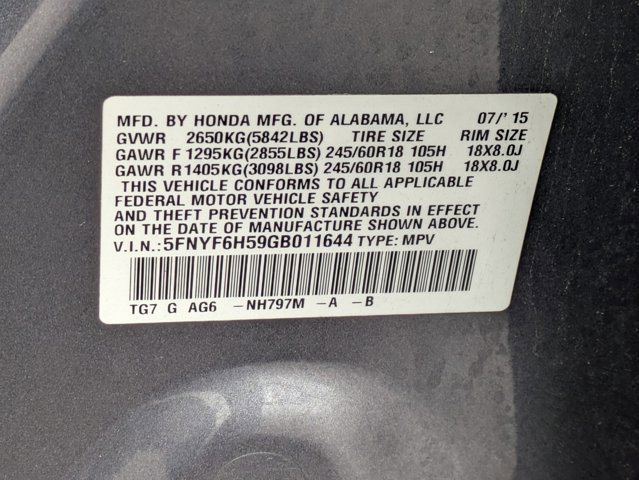 MFD. BY HONDA MFG. OF ALABAMA, LLC 07/' 15
GVWR 2650KG(5842LBS) TIRE SIZE RIM SIZE
GAWR F 1295KG(2855LBS) 245/60R18 105H 18X8.0J
GAWR R1405KG(3098LBS) 245/60R18 105H 18X8.0J
THIS VEHICLE CONFORMS TO ALL APPLICABLE
FEDERAL MOTOR VEHICLE SAFETY
AND THEFT PREVENTION STANDARDS IN EFFECT
ON THE DATE OF MANUFACTURE SHOWN ABOVE.
V.I.N.:5FNYF6H59GB011644 TYPE: MPV
TG7 G AG6 -NH797M -A -B